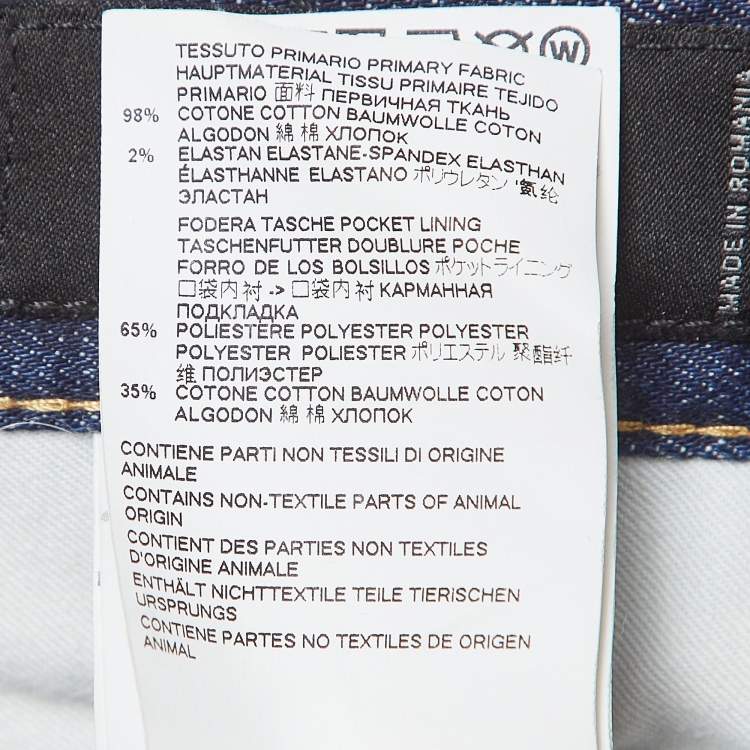 TESSUTO PRIMARIO PRIMARY FABRIC
HAUPTMATERIAL TISSU PRIMAIRE TEJIDO
PRIMARIO 面料 ПЕРВИЧНАЯ ТКАНЬ
98% COTONE COTTON BAUMWOLLE COTON
ALGODON 綿 棉 ХЛОПОК
2% ELASTAN ELASTANE-SPANDEX ELASTHAN
ÉLASTHANNE ELASTANO ポリウレタン 氨纶
ЭЛАСТАН
FODERA TASCHE POCKET LINING
TASCHENFUTTER DOUBLURE POCHE
FORRO DE LOS BOLSILLOS ポケットライニング
口袋内衬 -> 口袋内衬 КАРМАННАЯ
ПОДКЛАДКА
65% POLIESTERE POLYESTER POLYESTER
POLYESTER POLIESTER ポリエステル 聚酯纤
维 ПОЛИЭСТЕР
35% COTONE COTTON BAUMWOLLE COTON
ALGODON 綿 棉 ХЛОПОК
CONTIENE PARTI NON TESSILI DI ORIGINE
ANIMALE
CONTAINS NON-TEXTILE PARTS OF ANIMAL
ORIGIN
CONTIENT DES PARTIES NON TEXTILES
D'ORIGINE ANIMALE
ENTHÄLT NICHTTEXTILE TEILE TIERISCHEN
URSPRUNGS
CONTIENE PARTES NO TEXTILES DE ORIGEN
ANIMAL
W
MADE IN ROMANIA